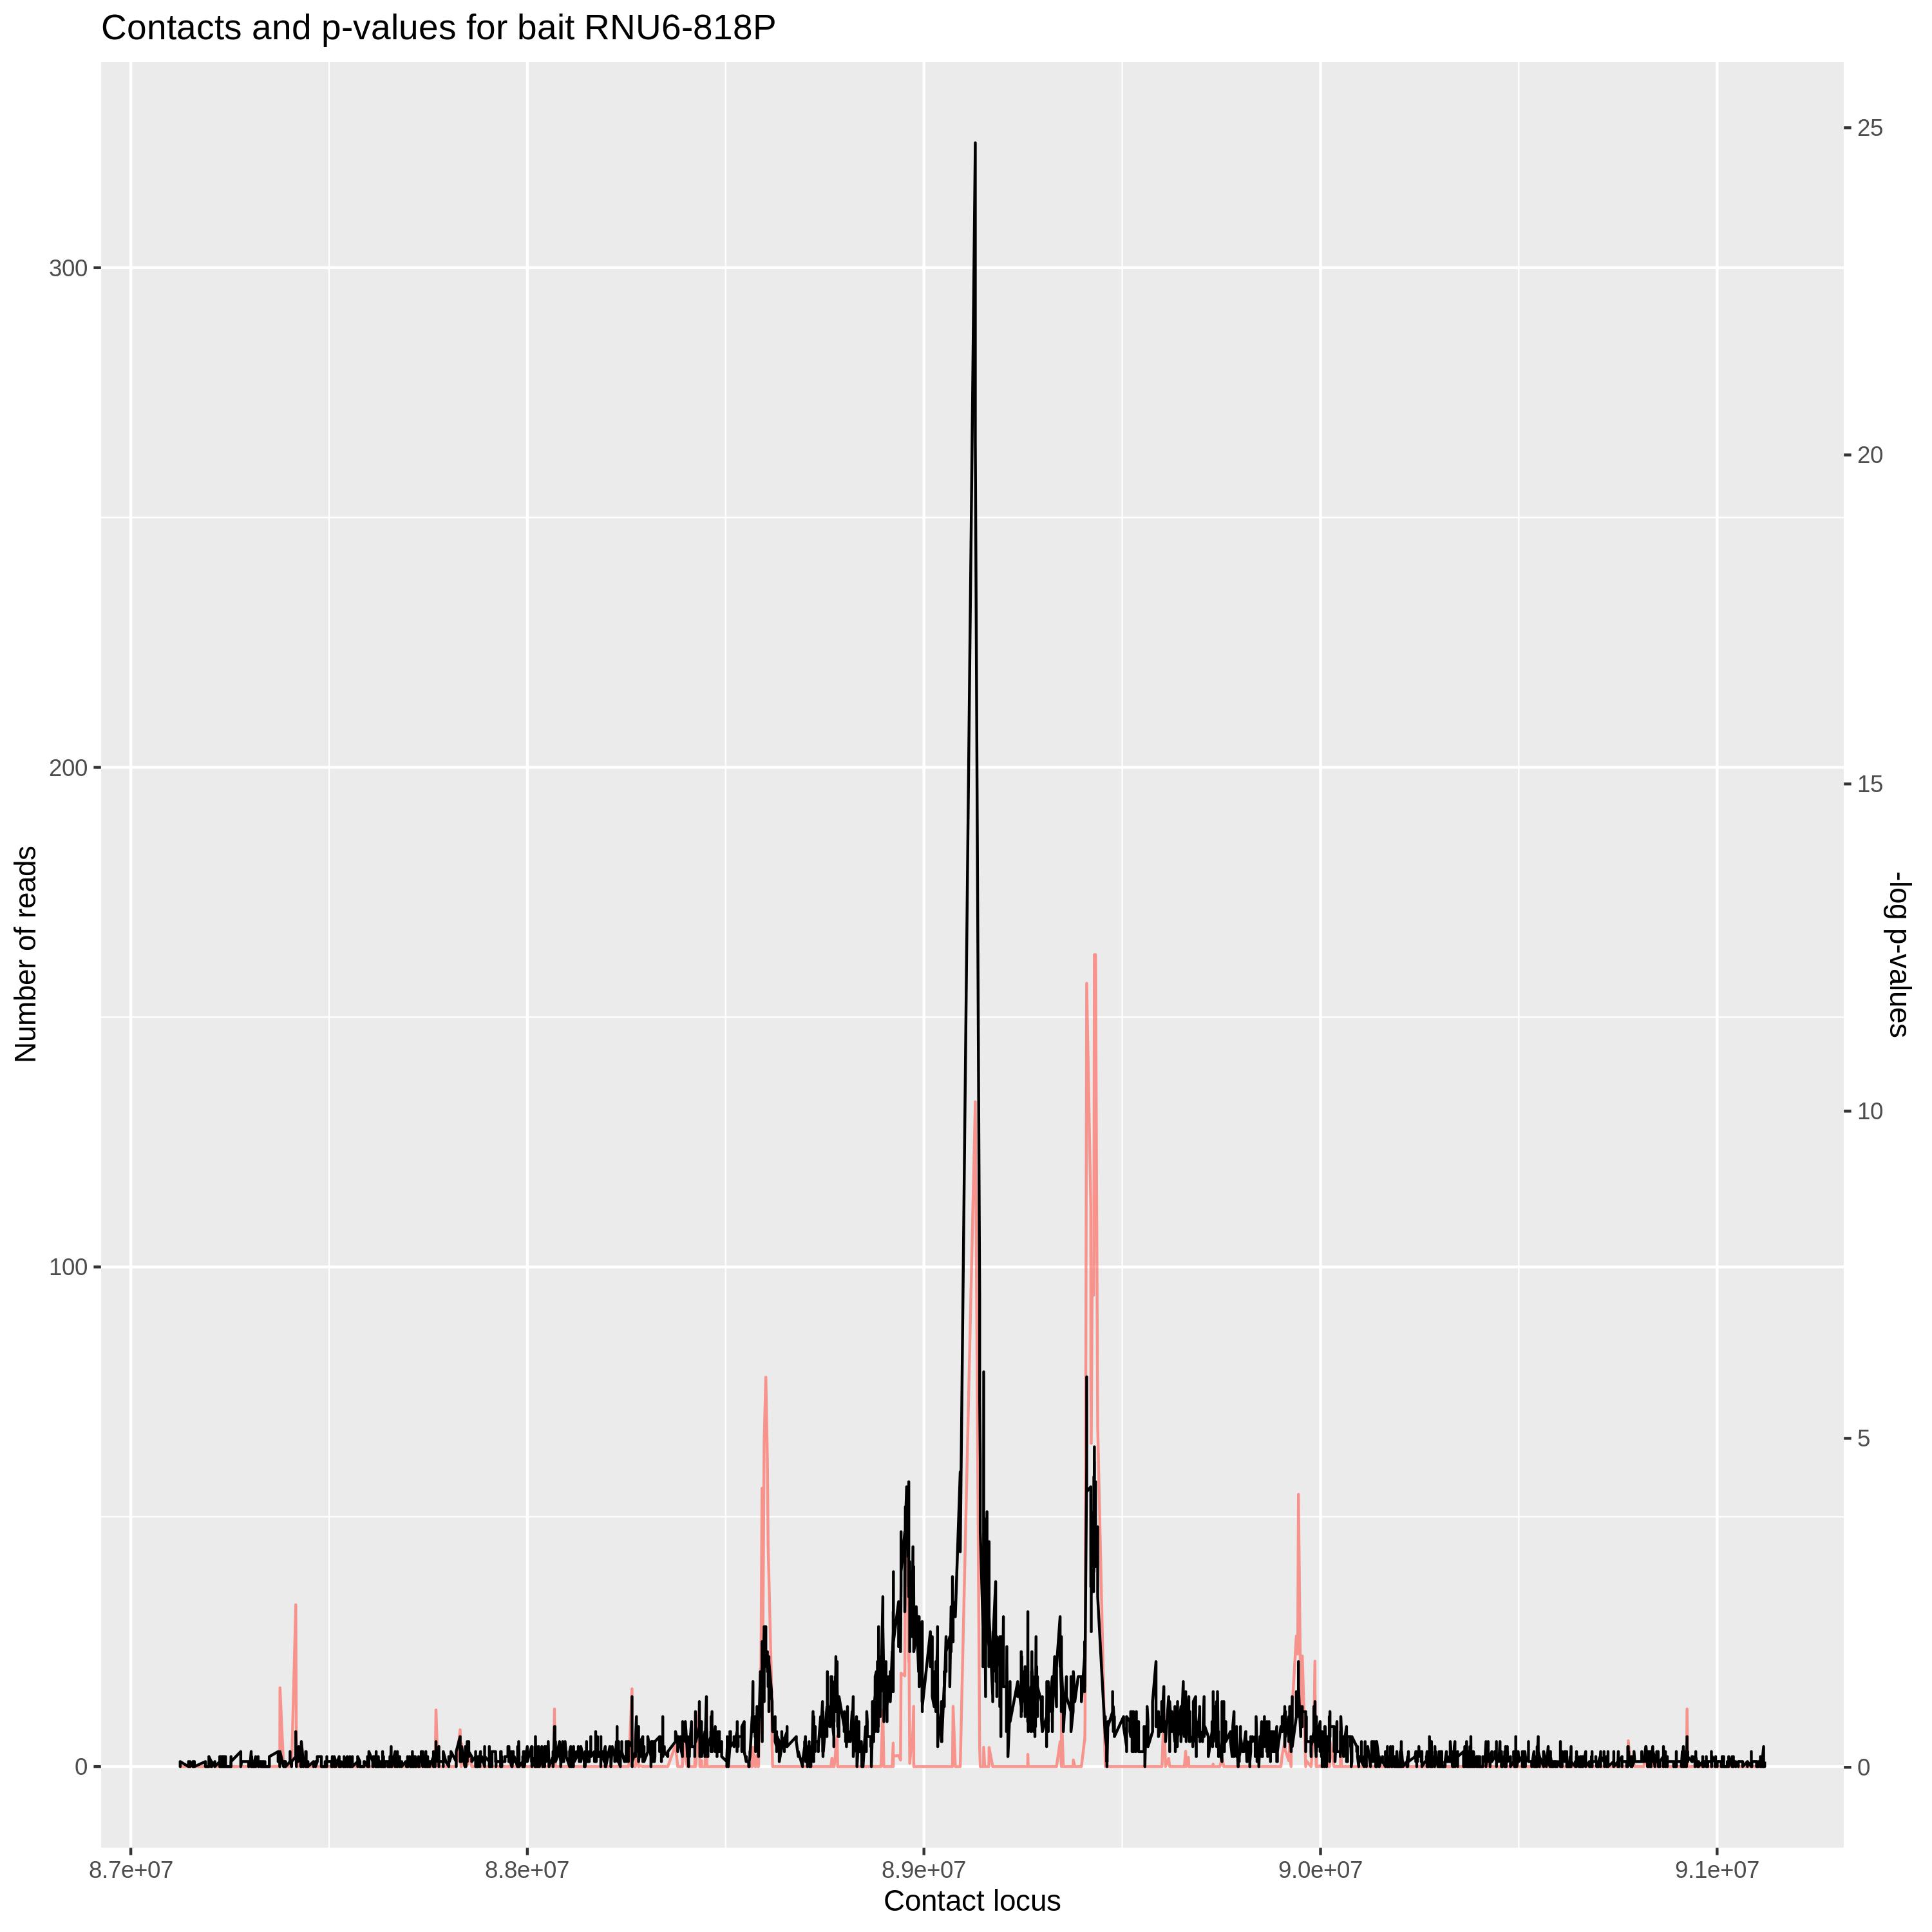 Contacts and p-values for bait RNU6-818P
Number of reads
300
200
100
0
25
20
15
10
5
0
-log p-values
8.7e+07 8.8e+07 8.9e+07 9.0e+07 9.1e+07
Contact locus